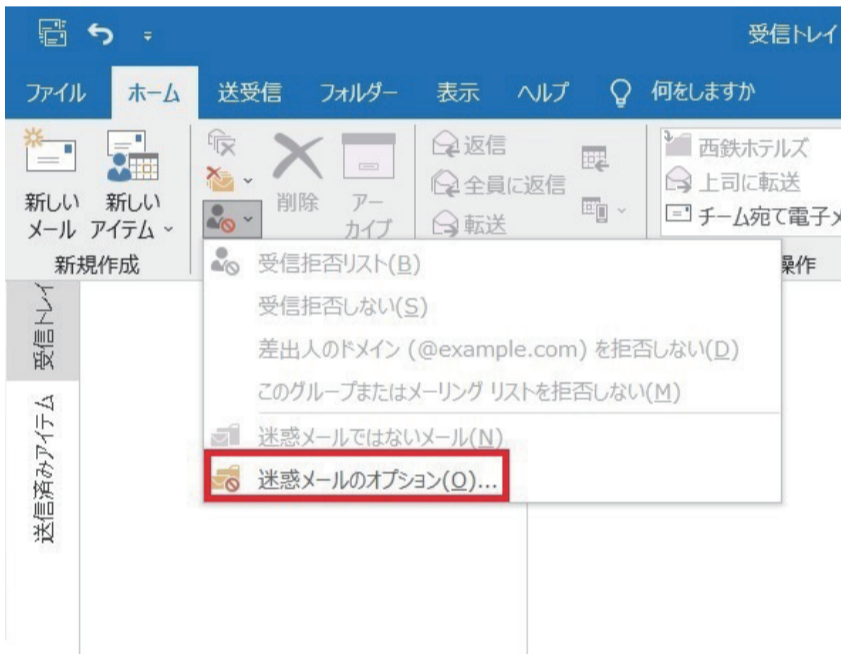 受信トレイ
ファイル ホーム 送受信 フォルダー 表示 ヘルプ 何をしますか
新しい
メール
新しい
アイテム
新規作成
削除
アー
カイブ
返信
全員に返信
転送
西鉄ホテルズ
上司に転送
チーム宛て電子メ
操作
受信拒否リスト(B)
受信拒否しない(S)
差出人のドメイン (@example.com) を拒否しない(D)
このグループまたはメーリング リストを拒否しない(M)
迷惑メールではないメール(N)
迷惑メールのオプション(O)...
受信トレイ
送信済みアイテム